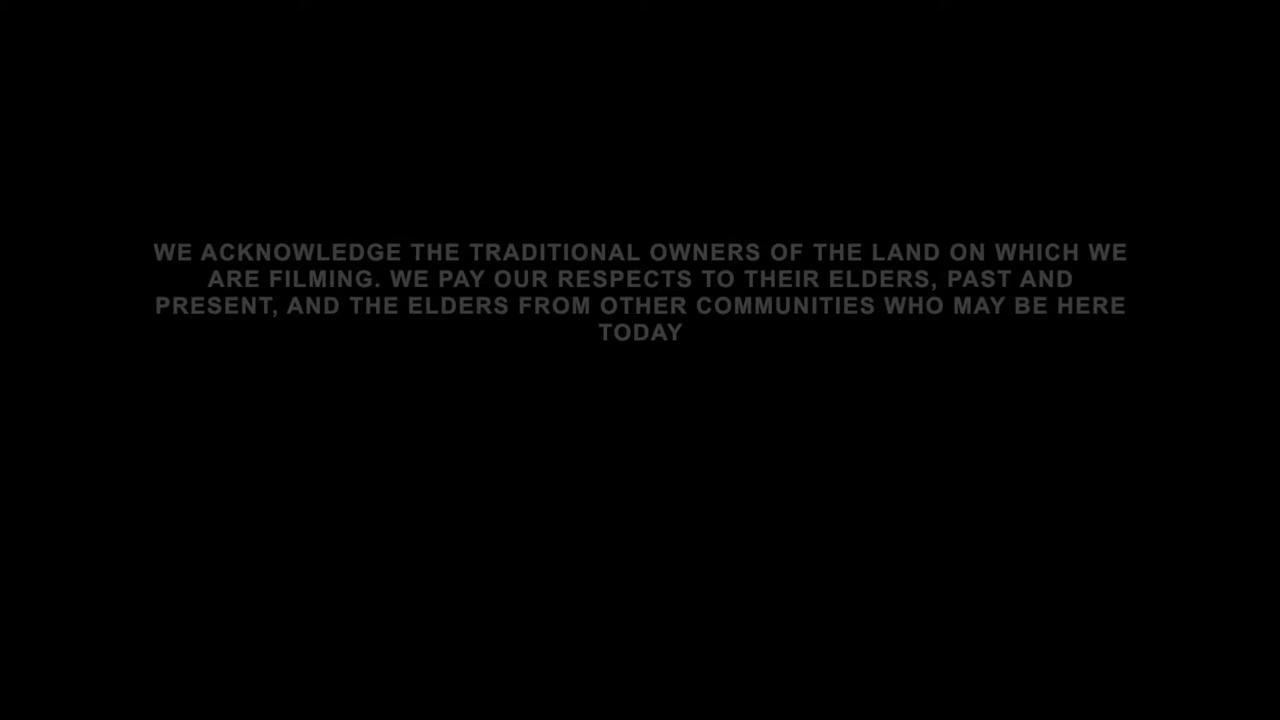 WE ACKNOWLEDGE THE TRADITIONAL OWNERS OF THE LAND ON WHICH WE
ARE FILMING. WE PAY OUR RESPECTS TO THEIR ELDERS, PAST AND
PRESENT, AND THE ELDERS FROM OTHER COMMUNITIES WHO MAY BE HERE
TODAY